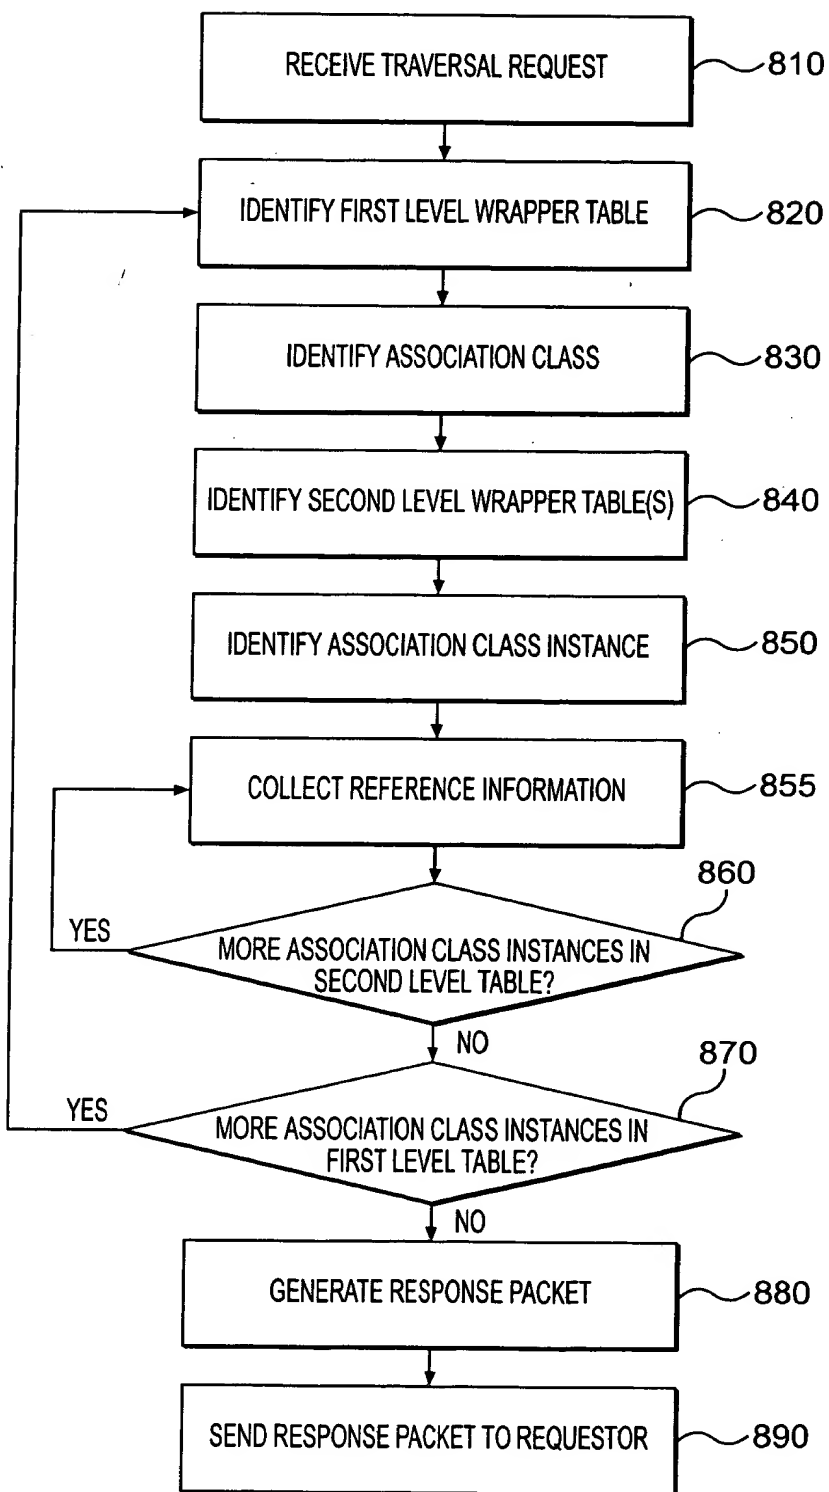 RECEIVE TRAVERSAL REQUEST
810
IDENTIFY FIRST LEVEL WRAPPER TABLE
820
IDENTIFY ASSOCIATION CLASS
830
IDENTIFY SECOND LEVEL WRAPPER TABLE(S)
840
IDENTIFY ASSOCIATION CLASS INSTANCE
850
COLLECT REFERENCE INFORMATION
855
860
YES
MORE ASSOCIATION CLASS INSTANCES IN
SECOND LEVEL TABLE?
NO
870
YES
MORE ASSOCIATION CLASS INSTANCES IN
FIRST LEVEL TABLE?
NO
GENERATE RESPONSE PACKET
880
SEND RESPONSE PACKET TO REQUESTOR
890